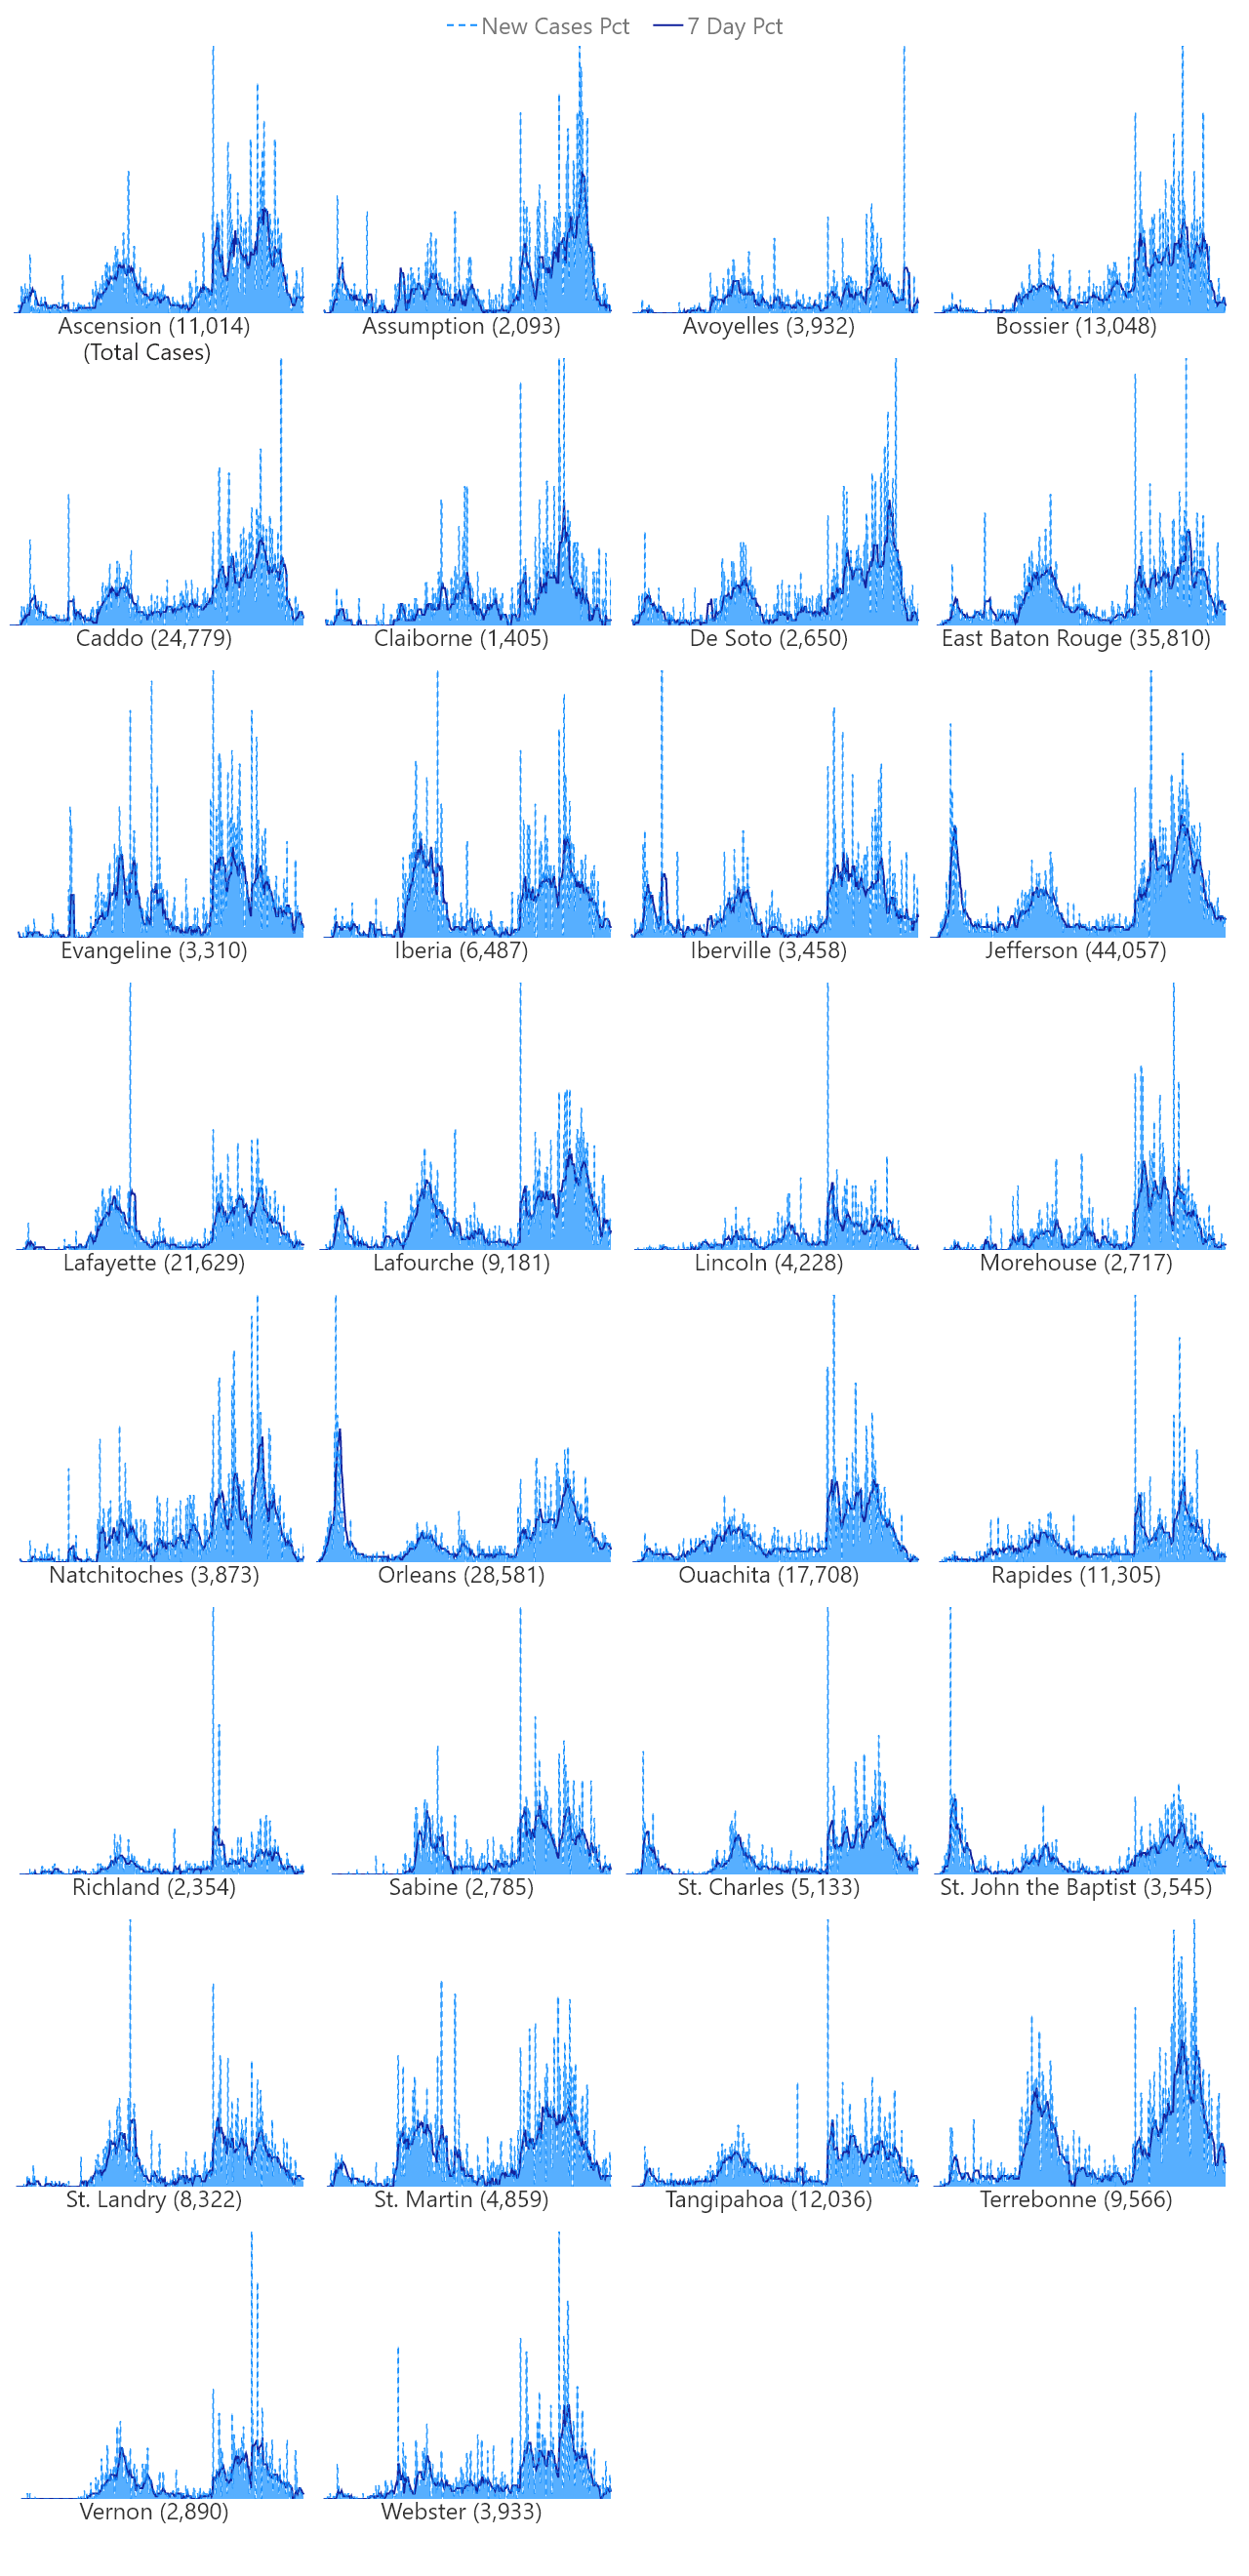 New Cases Pct 7 Day Pct
Ascension (11,014) Assumption (2,093) Avoyelles (3,932) Bossier (13,048)
(Total Cases)
Caddo (24,779) Claiborne (1,405) De Soto (2,650) East Baton Rouge (35,810)
Evangeline (3,310) Iberia (6,487) Iberville (3,458) Jefferson (44,057)
Lafayette (21,629) Lafourche (9,181) Lincoln (4,228) Morehouse (2,717)
Natchitoches (3,873) Orleans (28,581) Ouachita (17,708) Rapides (11,305)
Richland (2,354) Sabine (2,785) St. Charles (5,133) St. John the Baptist (3,545)
St. Landry (8,322) St. Martin (4,859) Tangipahoa (12,036) Terrebonne (9,566)
Vernon (2,890) Webster (3,933)